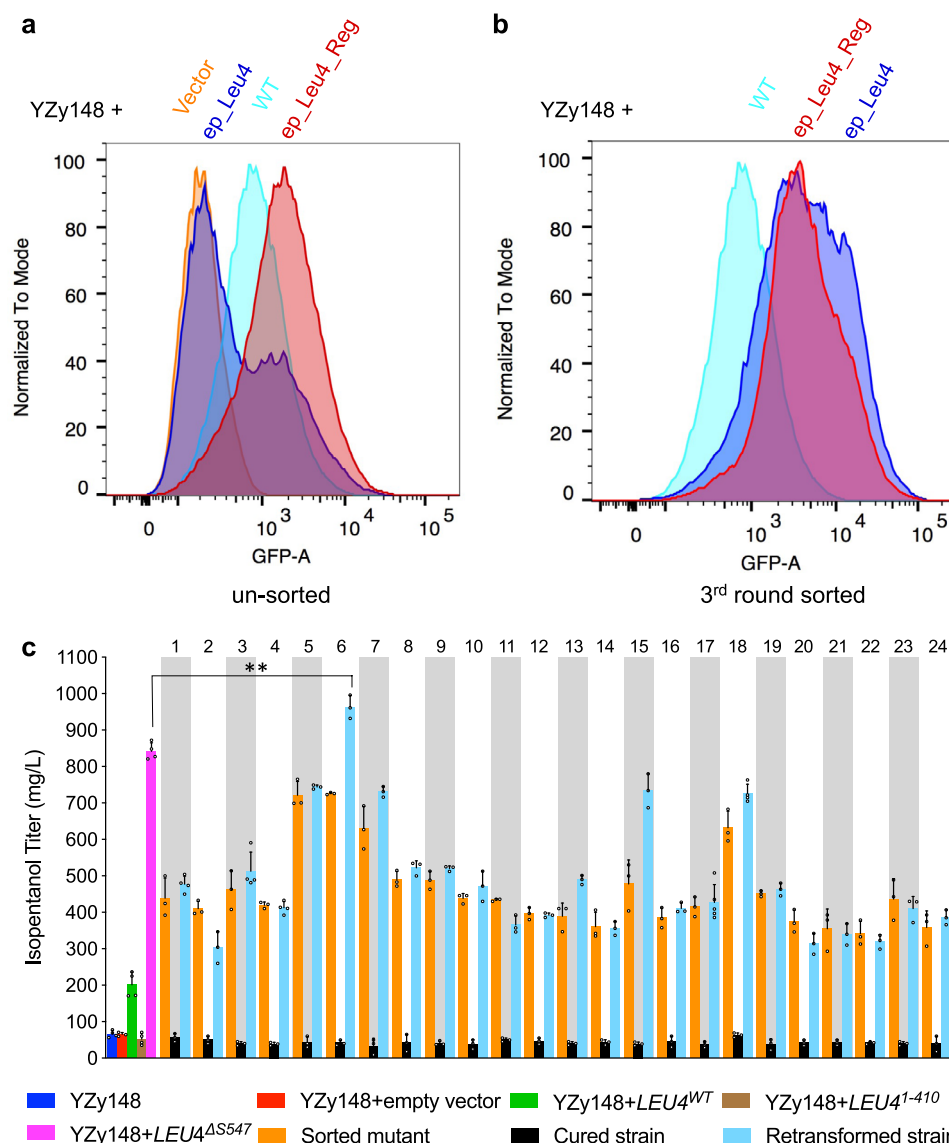 a
YZy148 +
Vector
ep_Leu4
WT
ep_Leu4_Reg
Normalized To Mode
100
80
60
40
20
0
0 10³ 10⁴ 10⁵
GFP-A
un-sorted
b
YZy148 +
WT
ep_Leu4_Reg
ep_Leu4
Normalized To Mode
100
80
60
40
20
0
0 10³ 10⁴ 10⁵
GFP-A
3rd round sorted
c
1 2 3 4 5 6 7 8 9 10 11 12 13 14 15 16 17 18 19 20 21 22 23 24
**
Isopentanol Titer (mg/L)
1100
1000
900
800
700
600
500
400
300
200
100
0
YZy148
YZy148+empty vector
YZy148+LEU4WT
YZy148+LEU41-410
YZy148+LEU4ΔS547
Sorted mutant
Cured strain
Retransformed strain